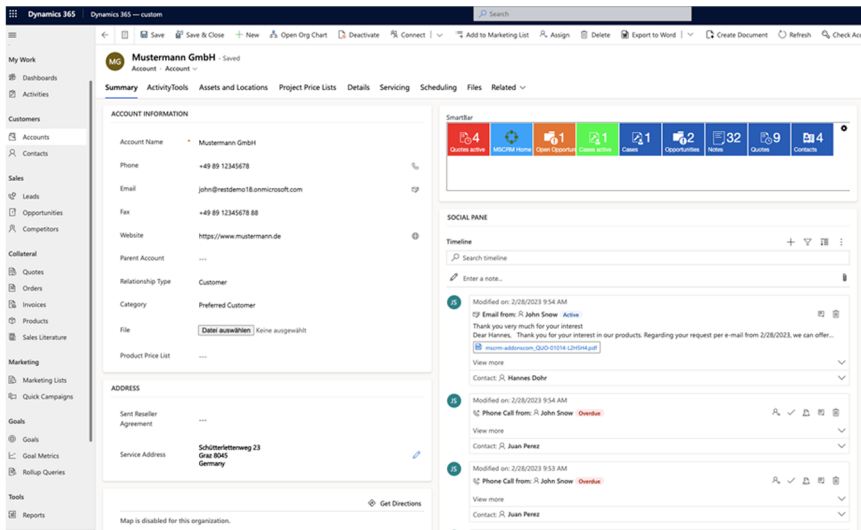 Dynamics 365
Dynamics 365 — custom
Search
Save
Save & Close
New
Open Org Chart
Deactivate
Connect
Add to Marketing List
Assign
Delete
Export to Word
Create Document
Refresh
Check Acc
My Work
Dashboards
Activities
Customers
Accounts
Contacts
Sales
Leads
Opportunities
Competitors
Collateral
Quotes
Orders
Invoices
Products
Sales Literature
Marketing
Marketing Lists
Quick Campaigns
Goals
Goals
Goal Metrics
Rollup Queries
Tools
Reports
MG
Mustermann GmbH - Saved
Account · Account
Summary
ActivityTools
Assets and Locations
Project Price Lists
Details
Servicing
Scheduling
Files
Related
ACCOUNT INFORMATION
Account Name * Mustermann GmbH
Phone +49 89 12345678
Email john@restdemo18.onmicrosoft.com
Fax +49 89 12345678 88
Website https://www.mustermann.de
Parent Account ---
Relationship Type Customer
Category Preferred Customer
File Datei auswählen Keine ausgewählt
Product Price List ---
ADDRESS
Sent Reseller
Agreement ---
Service Address
Schütterlettenweg 23
Graz 8045
Germany
Get Directions
Map is disabled for this organization.
SmartBar
4
Quotes active
MSCRM Home
1
Open Opportun
1
Cases active
1
Cases
2
Opportunities
32
Notes
9
Quotes
4
Contacts
SOCIAL PANE
Timeline
Search timeline
Enter a note...
JS
Modified on: 2/28/2023 9:54 AM
Email from: John Snow Active
Thank you very much for your interest
Dear Hannes, Thank you for your interest in our products. Regarding your request per e-mail from 2/28/2023, we can offer...
mscrm-addonscom_QUO-01014-L2H5H4.pdf
View more
Contact: Hannes Dohr
JS
Modified on: 2/28/2023 9:54 AM
Phone Call from: John Snow Overdue
View more
Contact: Juan Perez
JS
Modified on: 2/28/2023 9:53 AM
Phone Call from: John Snow Overdue
View more
Contact: Juan Perez